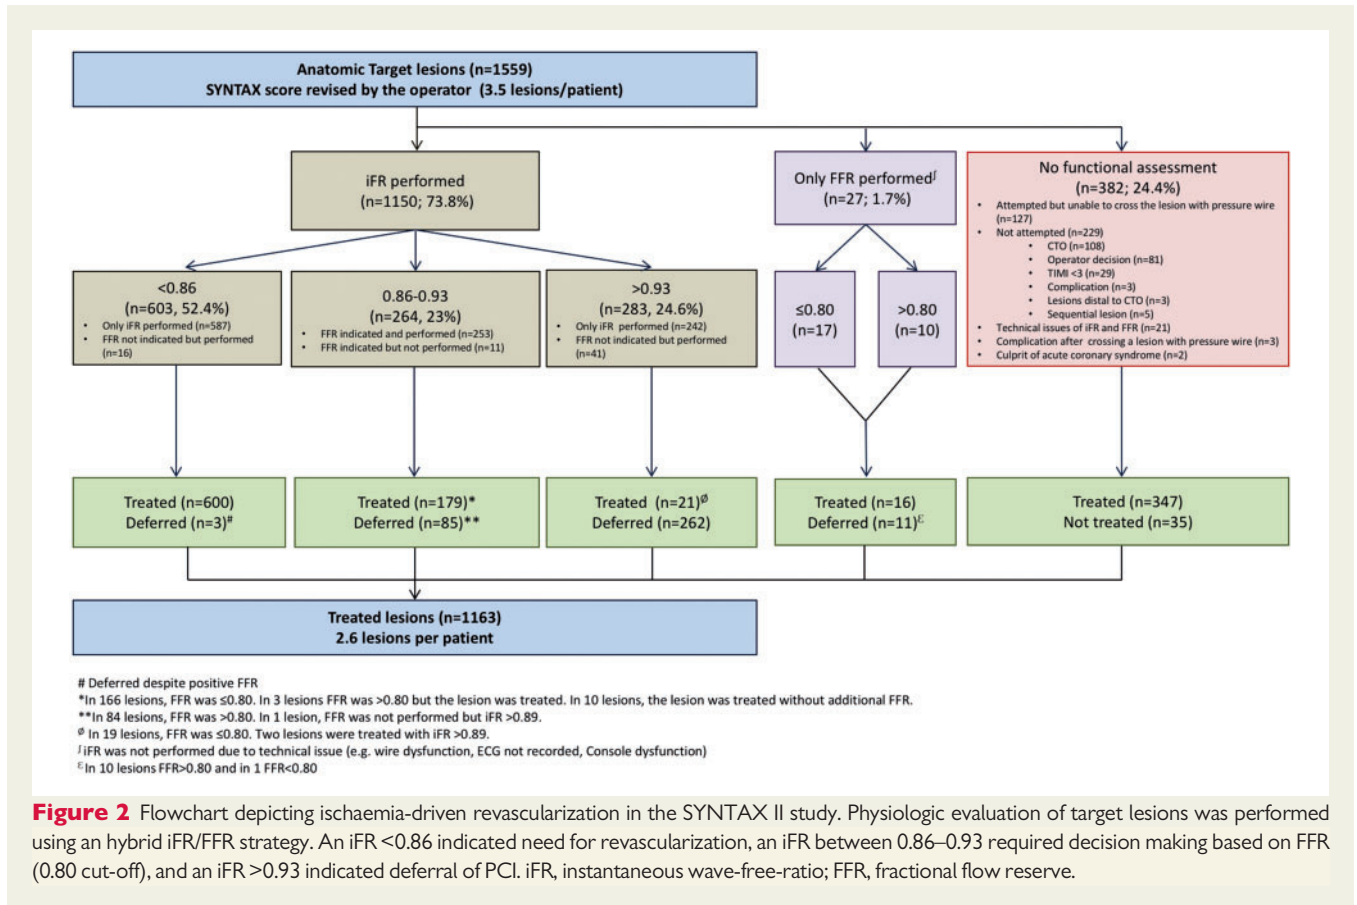 Anatomic Target lesions (n=1559)
SYNTAX score revised by the operator (3.5 lesions/patient)
iFR performed
(n=1150; 73.8%)
Only FFR performed∫
(n=27; 1.7%)
No functional assessment
(n=382; 24.4%)
• Attempted but unable to cross the lesion with pressure wire
(n=127)
• Not attempted (n=229)
• CTO (n=108)
• Operator decision (n=81)
• TIMI <3 (n=29)
• Complication (n=3)
• Lesions distal to CTO (n=3)
• Sequential lesion (n=5)
• Technical issues of iFR and FFR (n=21)
• Complication after crossing a lesion with pressure wire (n=3)
• Culprit of acute coronary syndrome (n=2)
<0.86
(n=603, 52.4%)
• Only iFR performed (n=587)
• FFR not indicated but performed
(n=16)
0.86-0.93
(n=264, 23%)
• FFR indicated and performed (n=253)
• FFR indicated but not performed (n=11)
>0.93
(n=283, 24.6%)
• Only iFR performed (n=242)
• FFR not indicated but performed
(n=41)
≤0.80
(n=17)
>0.80
(n=10)
Treated (n=600)
Deferred (n=3)#
Treated (n=179)*
Deferred (n=85)**
Treated (n=21)Ø
Deferred (n=262)
Treated (n=16)
Deferred (n=11)£
Treated (n=347)
Not treated (n=35)
Treated lesions (n=1163)
2.6 lesions per patient
# Deferred despite positive FFR
*In 166 lesions, FFR was ≤0.80. In 3 lesions FFR was >0.80 but the lesion was treated. In 10 lesions, the lesion was treated without additional FFR.
**In 84 lesions, FFR was >0.80. In 1 lesion, FFR was not performed but iFR >0.89.
Ø In 19 lesions, FFR was ≤0.80. Two lesions were treated with iFR >0.89.
∫ iFR was not performed due to technical issue (e.g. wire dysfunction, ECG not recorded, Console dysfunction)
£In 10 lesions FFR>0.80 and in 1 FFR<0.80
Figure 2 Flowchart depicting ischaemia-driven revascularization in the SYNTAX II study. Physiologic evaluation of target lesions was performed
using an hybrid iFR/FFR strategy. An iFR <0.86 indicated need for revascularization, an iFR between 0.86–0.93 required decision making based on FFR
(0.80 cut-off), and an iFR >0.93 indicated deferral of PCI. iFR, instantaneous wave-free-ratio; FFR, fractional flow reserve.